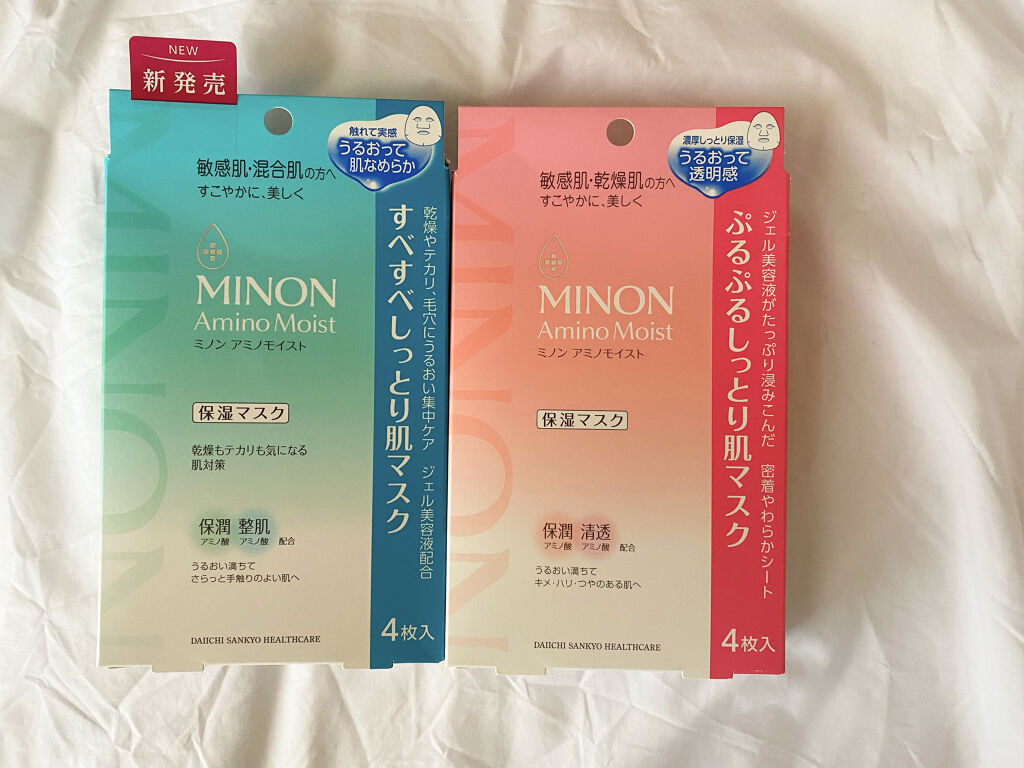 NEW
新発売
触れて実感
うるおって
肌なめらか
敏感肌・混合肌の方へ
すこやかに、美しく
MINON
Amino Moist
ミノン アミノモイスト
保湿マスク
乾燥もテカリも気になる
肌対策
保潤 整肌
アミノ酸 アミノ酸 配合
うるおい満ちて
さらっと手触りのよい肌へ
DAIICHI SANKYO HEALTHCARE
乾燥やテカリ、毛穴にうるおい集中ケア ジェル美容液配合
すべすべしっとり肌マスク
4枚入
MINON
濃厚しっとり保湿
うるおって
透明感
敏感肌・乾燥肌の方へ
すこやかに、美しく
MINON
Amino Moist
ミノン アミノモイスト
保湿マスク
保潤 清透
アミノ酸 アミノ酸 配合
うるおい満ちて
キメ・ハリ・つやのある肌へ
DAIICHI SANKYO HEALTHCARE
ジェル美容液がたっぷり浸みこんだ 密着やわらかシート
ぷるぷるしっとり肌マスク
4枚入
MINON